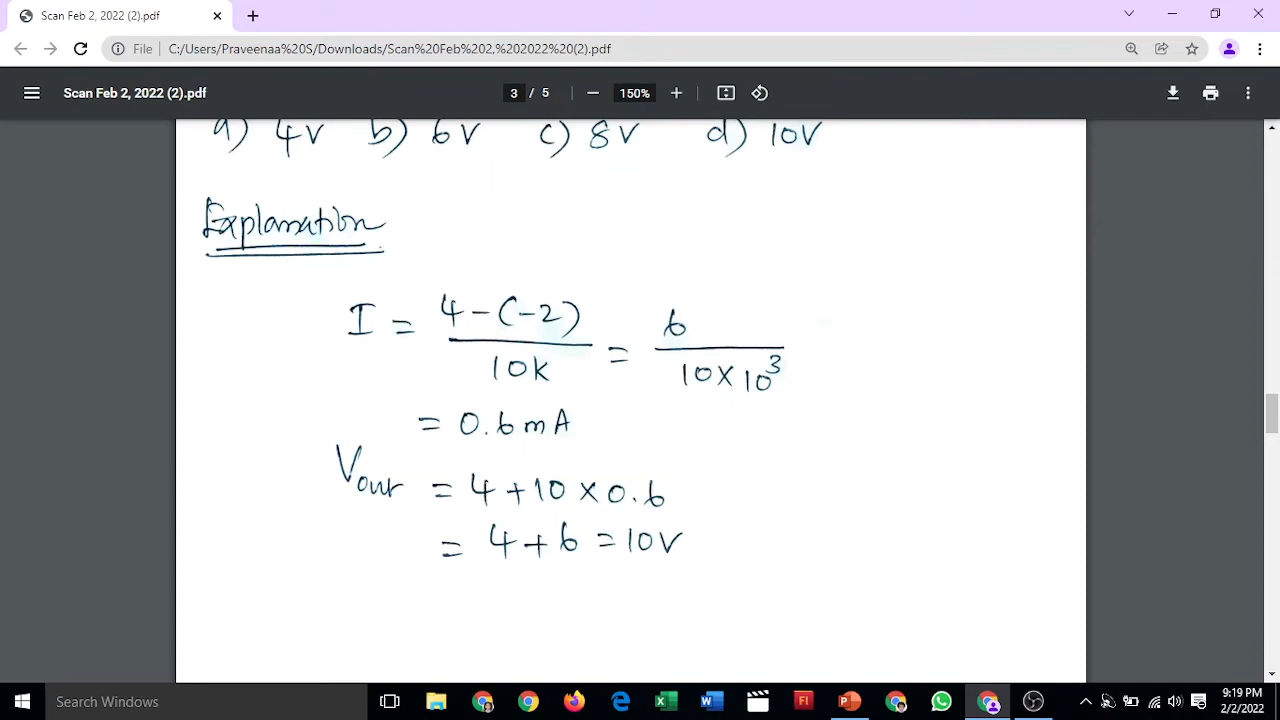 Scan Feb 2, 2022 (2).pdf
File C:/Users/Praveenaa%20S/Downloads/Scan%20Feb%202,%202022%20(2).pdf
Scan Feb 2, 2022 (2).pdf 3 / 5 150%
a) 4V b) 6V c) 8V d) 10V
Explanation
I = 4-(-2) / 10k = 6 / 10×10³
= 0.6mA
Vout = 4+10×0.6
= 4+6 = 10V
Search Windows
9:19 PM
2/2/2022